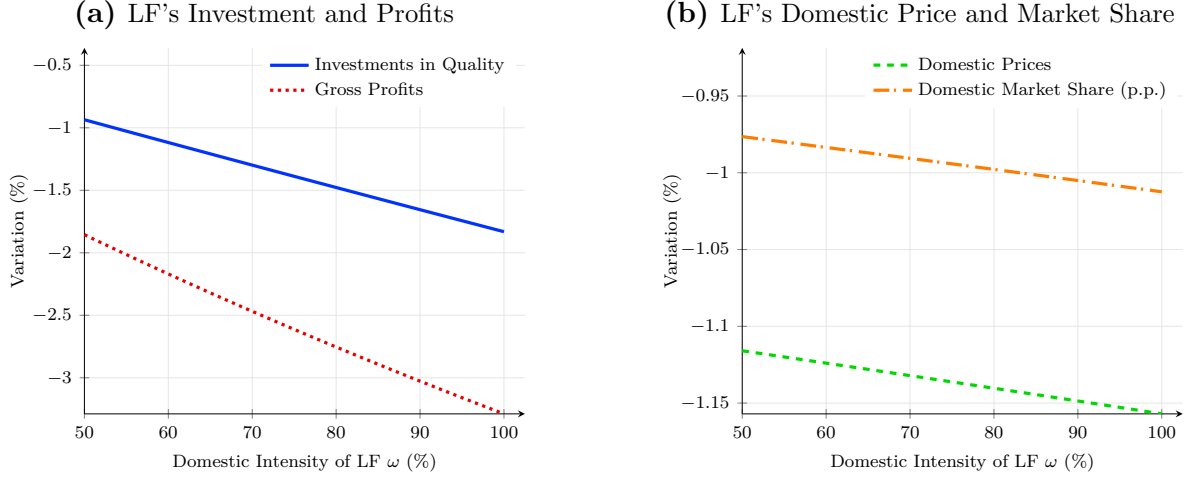 (a) LF's Investment and Profits
Investments in Quality
Gross Profits
−0.5
−1
−1.5
−2
−2.5
−3
Variation (%)
50 60 70 80 90 100
Domestic Intensity of LF ω (%)
(b) LF's Domestic Price and Market Share
Domestic Prices
Domestic Market Share (p.p.)
−0.95
−1
−1.05
−1.1
−1.15
Variation (%)
50 60 70 80 90 100
Domestic Intensity of LF ω (%)